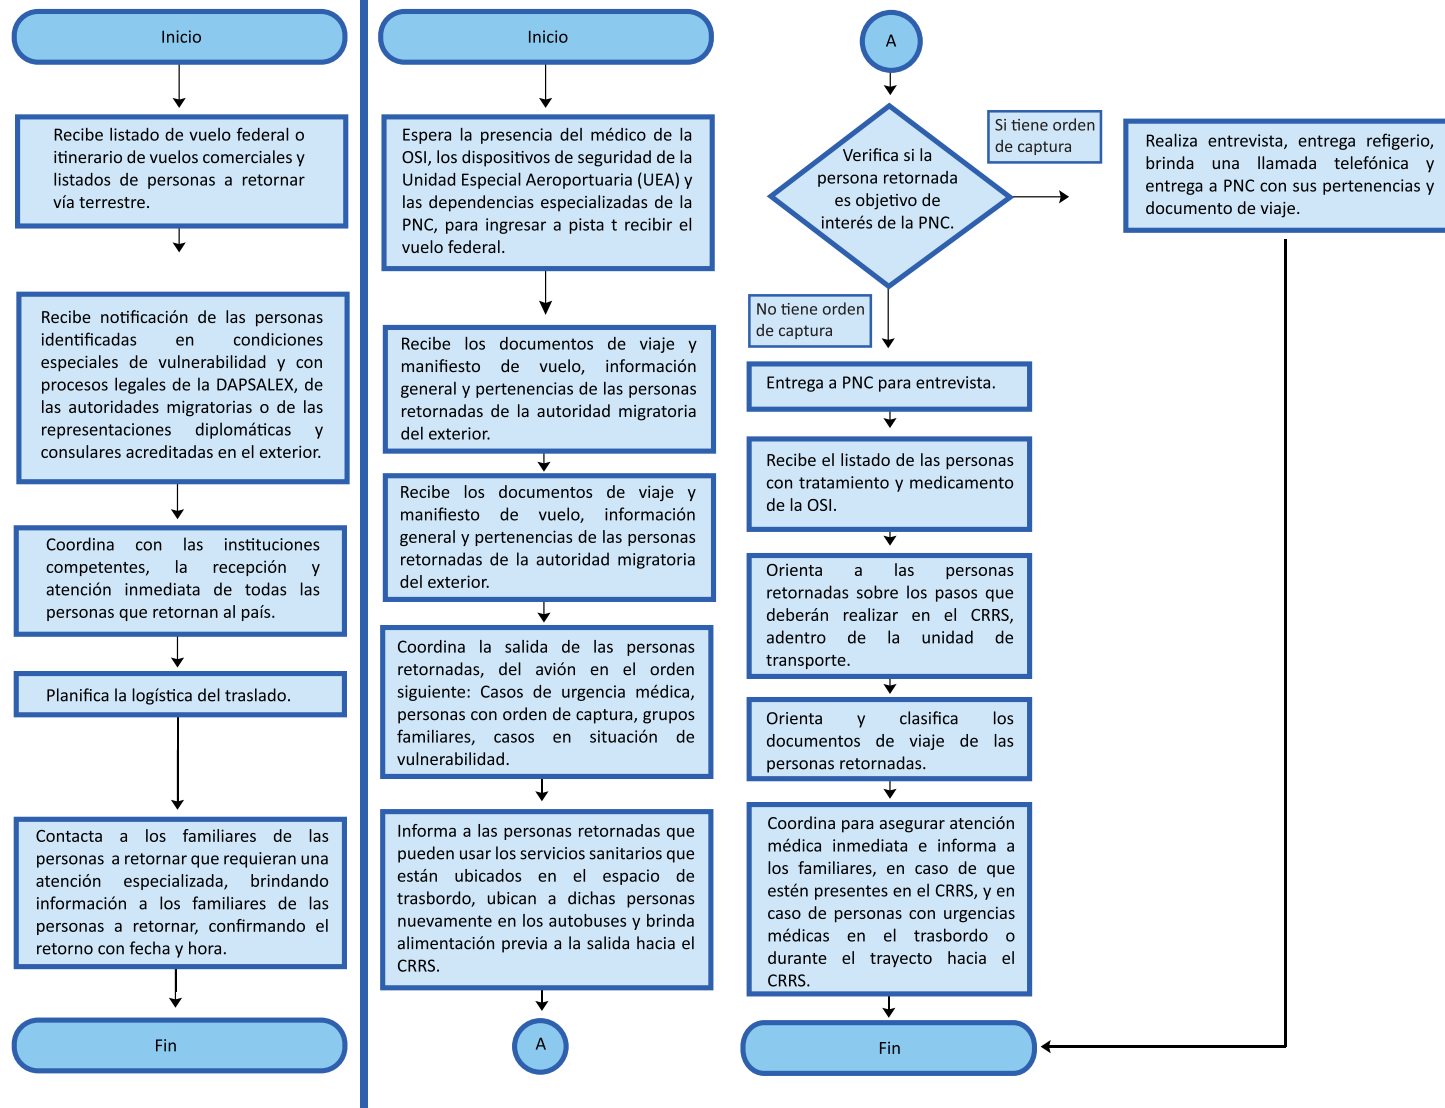 Inicio
Recibe listado de vuelo federal o
itinerario de vuelos comerciales y
listados de personas a retornar
vía terrestre.
Recibe notificación de las personas
identificadas en condiciones
especiales de vulnerabilidad y con
procesos legales de la DAPSALEX, de
las autoridades migratorias o de las
representaciones diplomáticas y
consulares acreditadas en el exterior.
Coordina con las instituciones
competentes, la recepción y
atención inmediata de todas las
personas que retornan al país.
Planifica la logística del traslado.
Contacta a los familiares de las
personas a retornar que requieran una
atención especializada, brindando
información a los familiares de las
personas a retornar, confirmando el
retorno con fecha y hora.
Fin
Inicio
Espera la presencia del médico de la
OSI, los dispositivos de seguridad de la
Unidad Especial Aeroportuaria (UEA) y
las dependencias especializadas de la
PNC, para ingresar a pista t recibir el
vuelo federal.
Recibe los documentos de viaje y
manifiesto de vuelo, información
general y pertenencias de las personas
retornadas de la autoridad migratoria
del exterior.
Recibe los documentos de viaje y
manifiesto de vuelo, información
general y pertenencias de las personas
retornadas de la autoridad migratoria
del exterior.
Coordina la salida de las personas
retornadas, del avión en el orden
siguiente: Casos de urgencia médica,
personas con orden de captura, grupos
familiares, casos en situación de
vulnerabilidad.
Informa a las personas retornadas que
pueden usar los servicios sanitarios que
están ubicados en el espacio de
trasbordo, ubican a dichas personas
nuevamente en los autobuses y brinda
alimentación previa a la salida hacia el
CRRS.
A
A
Verifica si la
persona retornada
es objetivo de
interés de la PNC.
Si tiene orden
de captura
Realiza entrevista, entrega refigerio,
brinda una llamada telefónica y
entrega a PNC con sus pertenencias y
documento de viaje.
No tiene orden
de captura
Entrega a PNC para entrevista.
Recibe el listado de las personas
con tratamiento y medicamento
de la OSI.
Orienta a las personas
retornadas sobre los pasos que
deberán realizar en el CRRS,
adentro de la unidad de
transporte.
Orienta y clasifica los
documentos de viaje de las
personas retornadas.
Coordina para asegurar atención
médica inmediata e informa a
los familiares, en caso de que
estén presentes en el CRRS, y en
caso de personas con urgencias
médicas en el trasbordo o
durante el trayecto hacia el
CRRS.
Fin